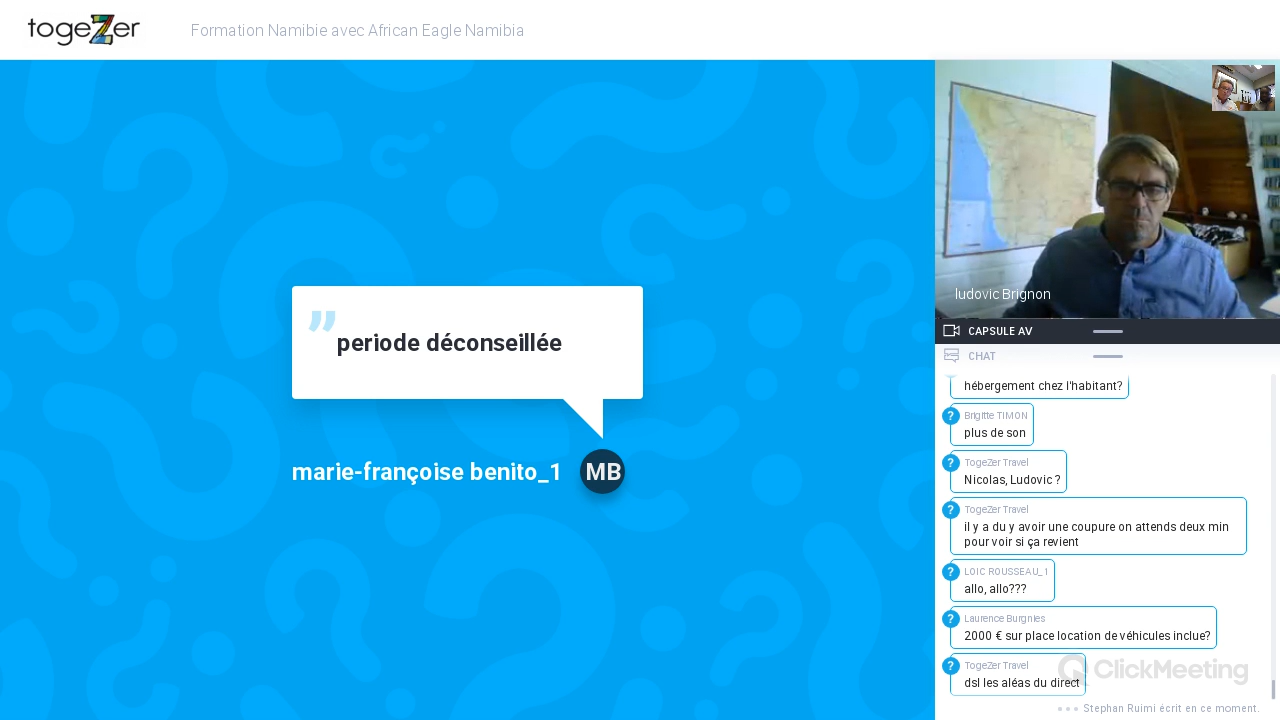 togeZer
Formation Namibie avec African Eagle Namibia
”
periode déconseillée
marie-françoise benito_1
MB
ludovic Brignon
CAPSULE AV
CHAT
hébergement chez l'habitant?
?
Brigitte TIMON
plus de son
?
TogeZer Travel
Nicolas, Ludovic ?
?
TogeZer Travel
il y a du y avoir une coupure on attends deux min
pour voir si ça revient
?
LOIC ROUSSEAU_1
allo, allo???
?
Laurence Burgnies
2000 € sur place location de véhicules inclue?
?
TogeZer Travel
dsl les aléas du direct
ClickMeeting
Stephan Ruimi écrit en ce moment.